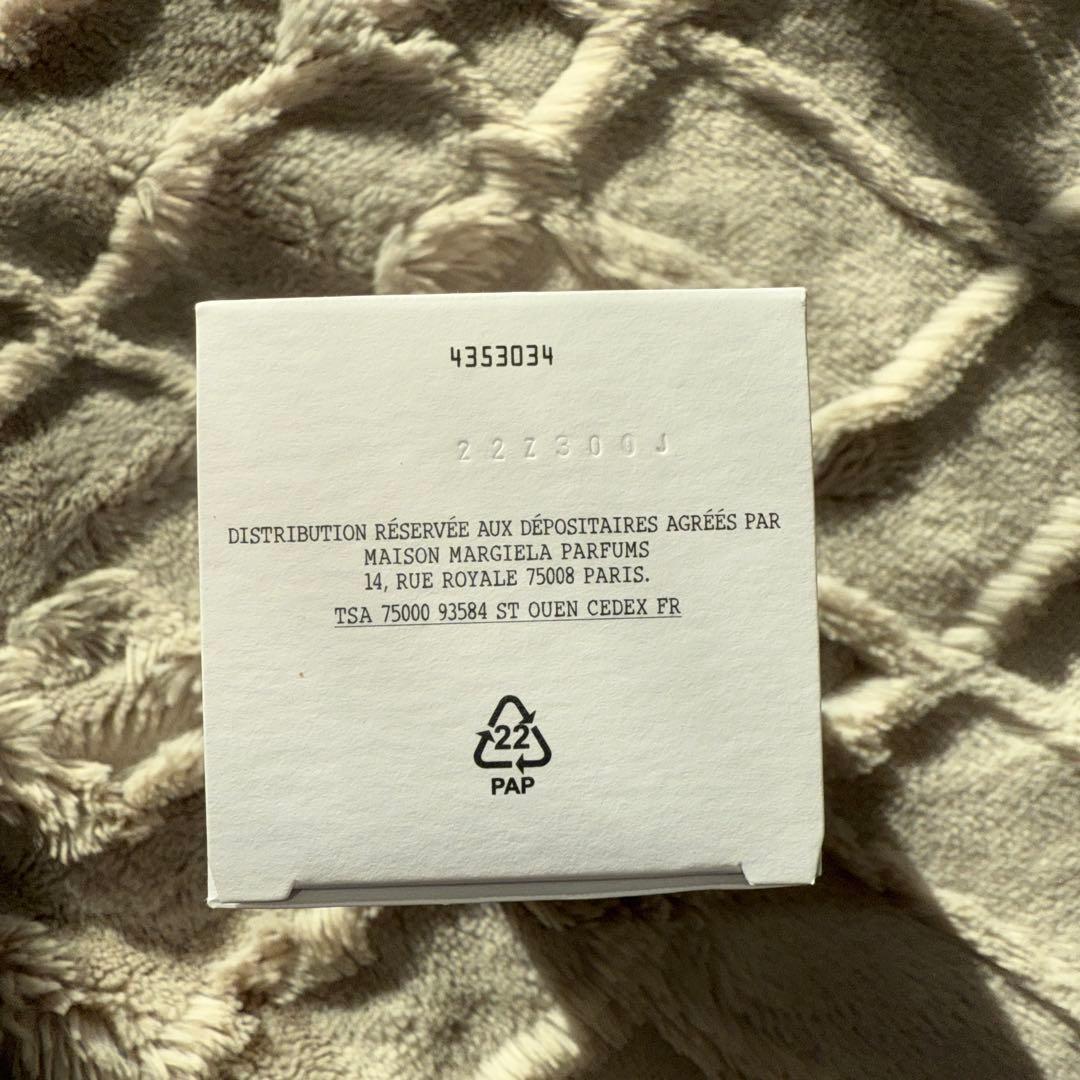 4353034
22Z300J
DISTRIBUTION RÉSERVÉE AUX DÉPOSITAIRES AGRÉÉS PAR
MAISON MARGIELA PARFUMS
14, RUE ROYALE 75008 PARIS.
TSA 75000 93584 ST OUEN CEDEX FR
22
PAP